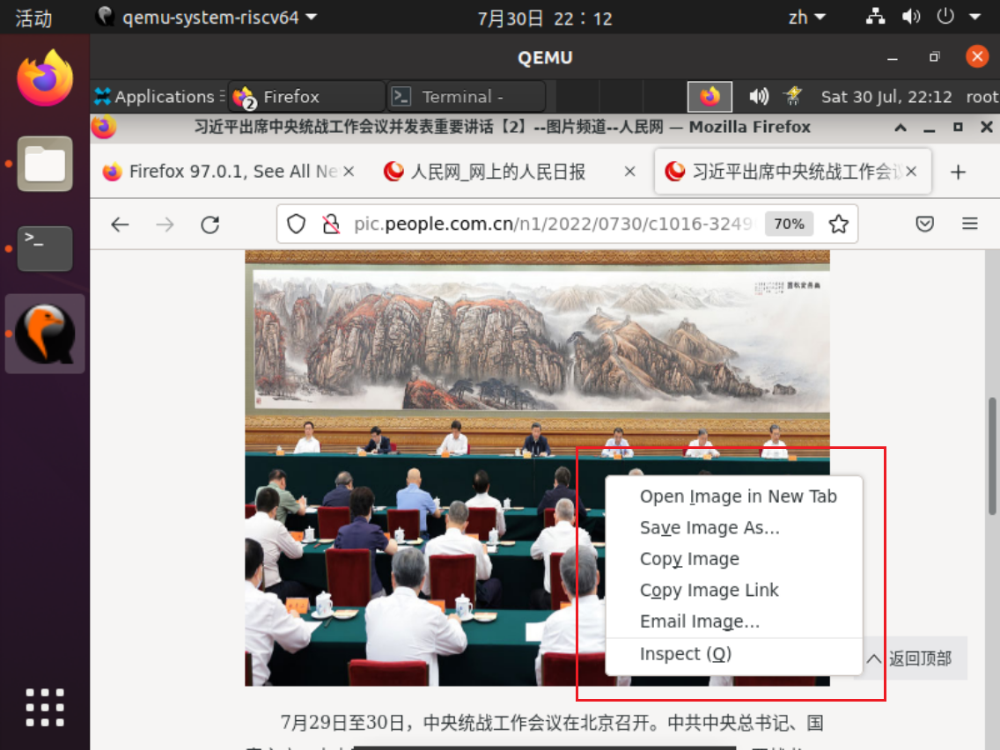 活动 qemu-system-riscv64 7月30日 22：12 zh
QEMU
Applications Firefox 2 Terminal - Sat 30 Jul, 22:12 root
习近平出席中央统战工作会议并发表重要讲话【2】--图片频道--人民网 — Mozilla Firefox
Firefox 97.0.1, See All Ne 人民网_网上的人民日报 习近平出席中央统战工作会议
pic.people.com.cn/n1/2022/0730/c1016-3249 70%
Open Image in New Tab
Save Image As…
Copy Image
Copy Image Link
Email Image…
Inspect (Q)
返回顶部
7月29日至30日，中央统战工作会议在北京召开。中共中央总书记、国